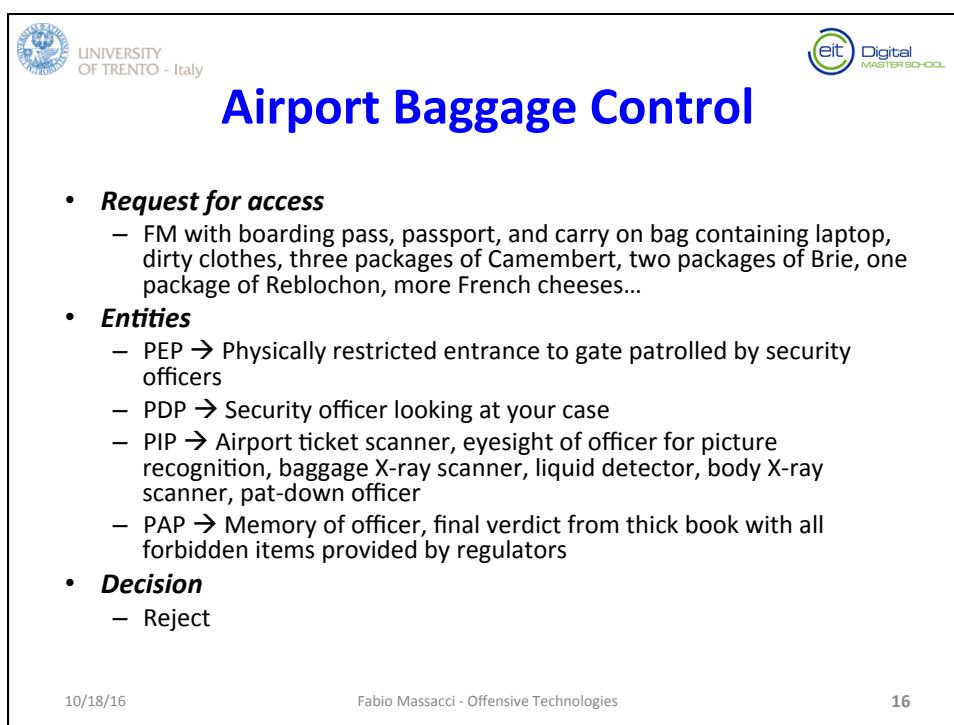 UNIVERSITY
OF TRENTO - Italy
eit Digital
MASTER SCHOOL
Airport Baggage Control
• Request for access
– FM with boarding pass, passport, and carry on bag containing laptop,
dirty clothes, three packages of Camembert, two packages of Brie, one
package of Reblochon, more French cheeses…
• Entities
– PEP → Physically restricted entrance to gate patrolled by security
officers
– PDP → Security officer looking at your case
– PIP → Airport ticket scanner, eyesight of officer for picture
recognition, baggage X-ray scanner, liquid detector, body X-ray
scanner, pat-down officer
– PAP → Memory of officer, final verdict from thick book with all
forbidden items provided by regulators
• Decision
– Reject
10/18/16 Fabio Massacci - Offensive Technologies 16